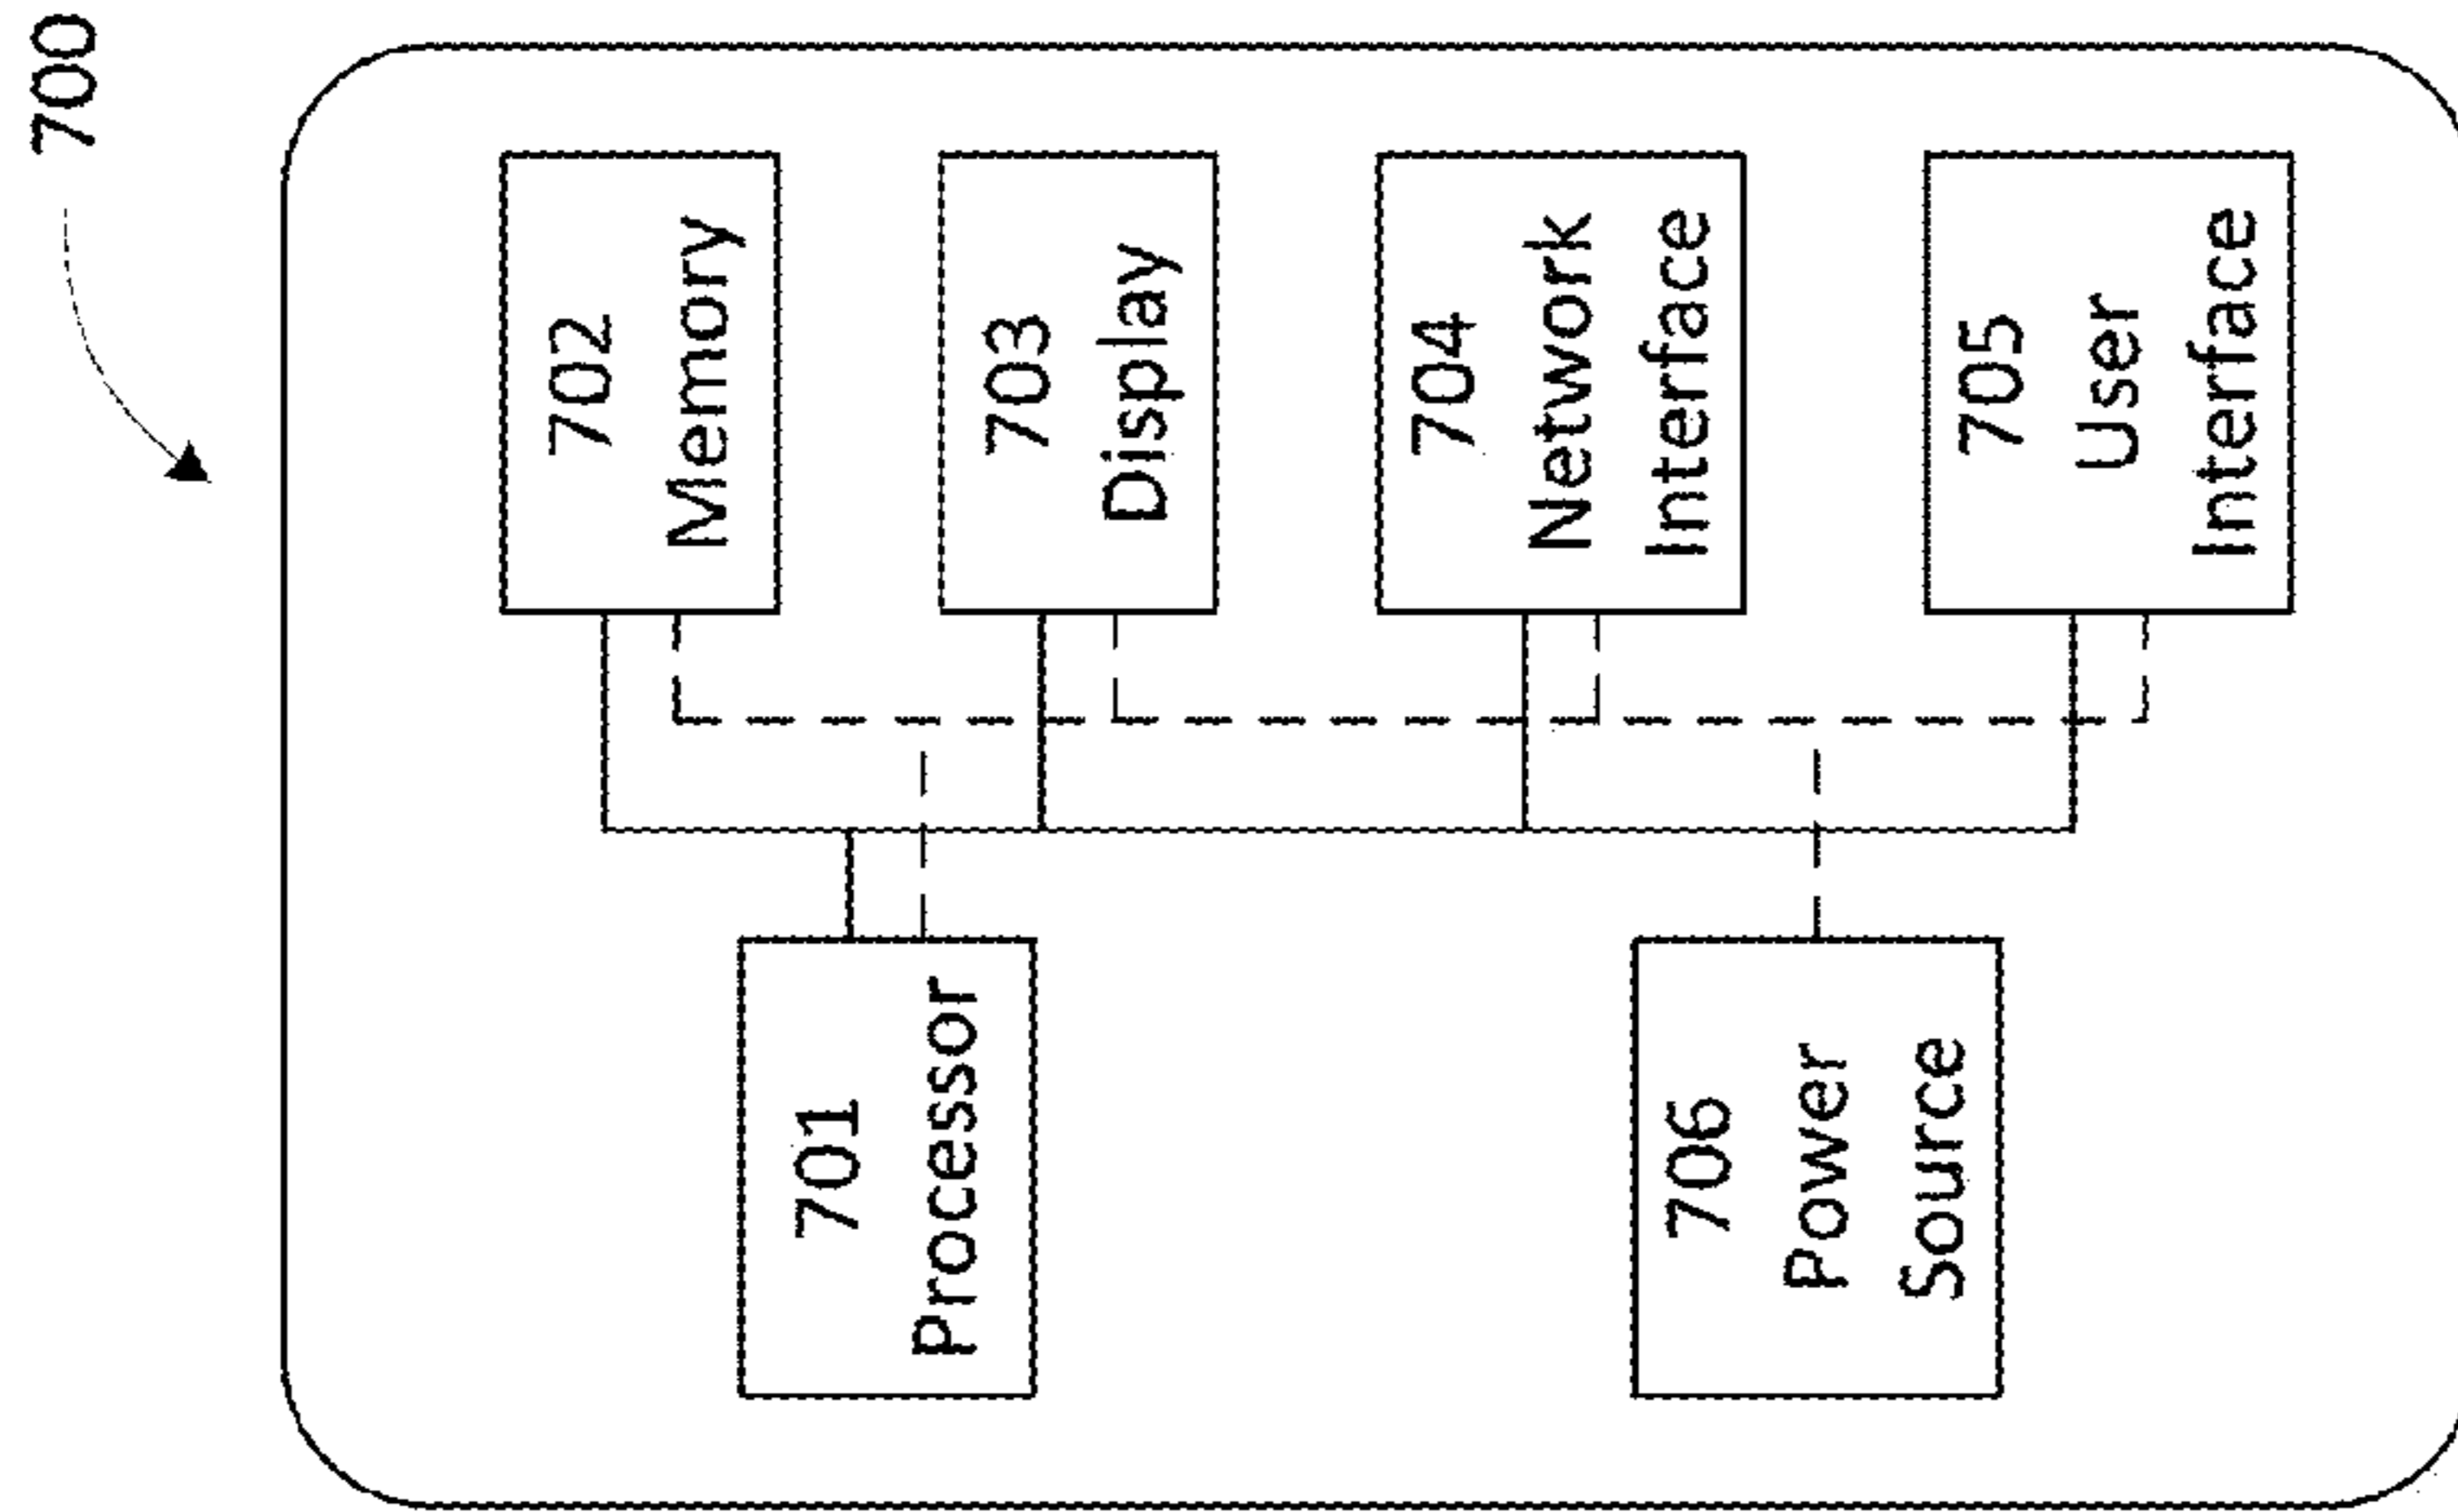 700
701
Processor
706
Power
Source
702
Memory
703
Display
704
Network
Interface
705
User
Interface